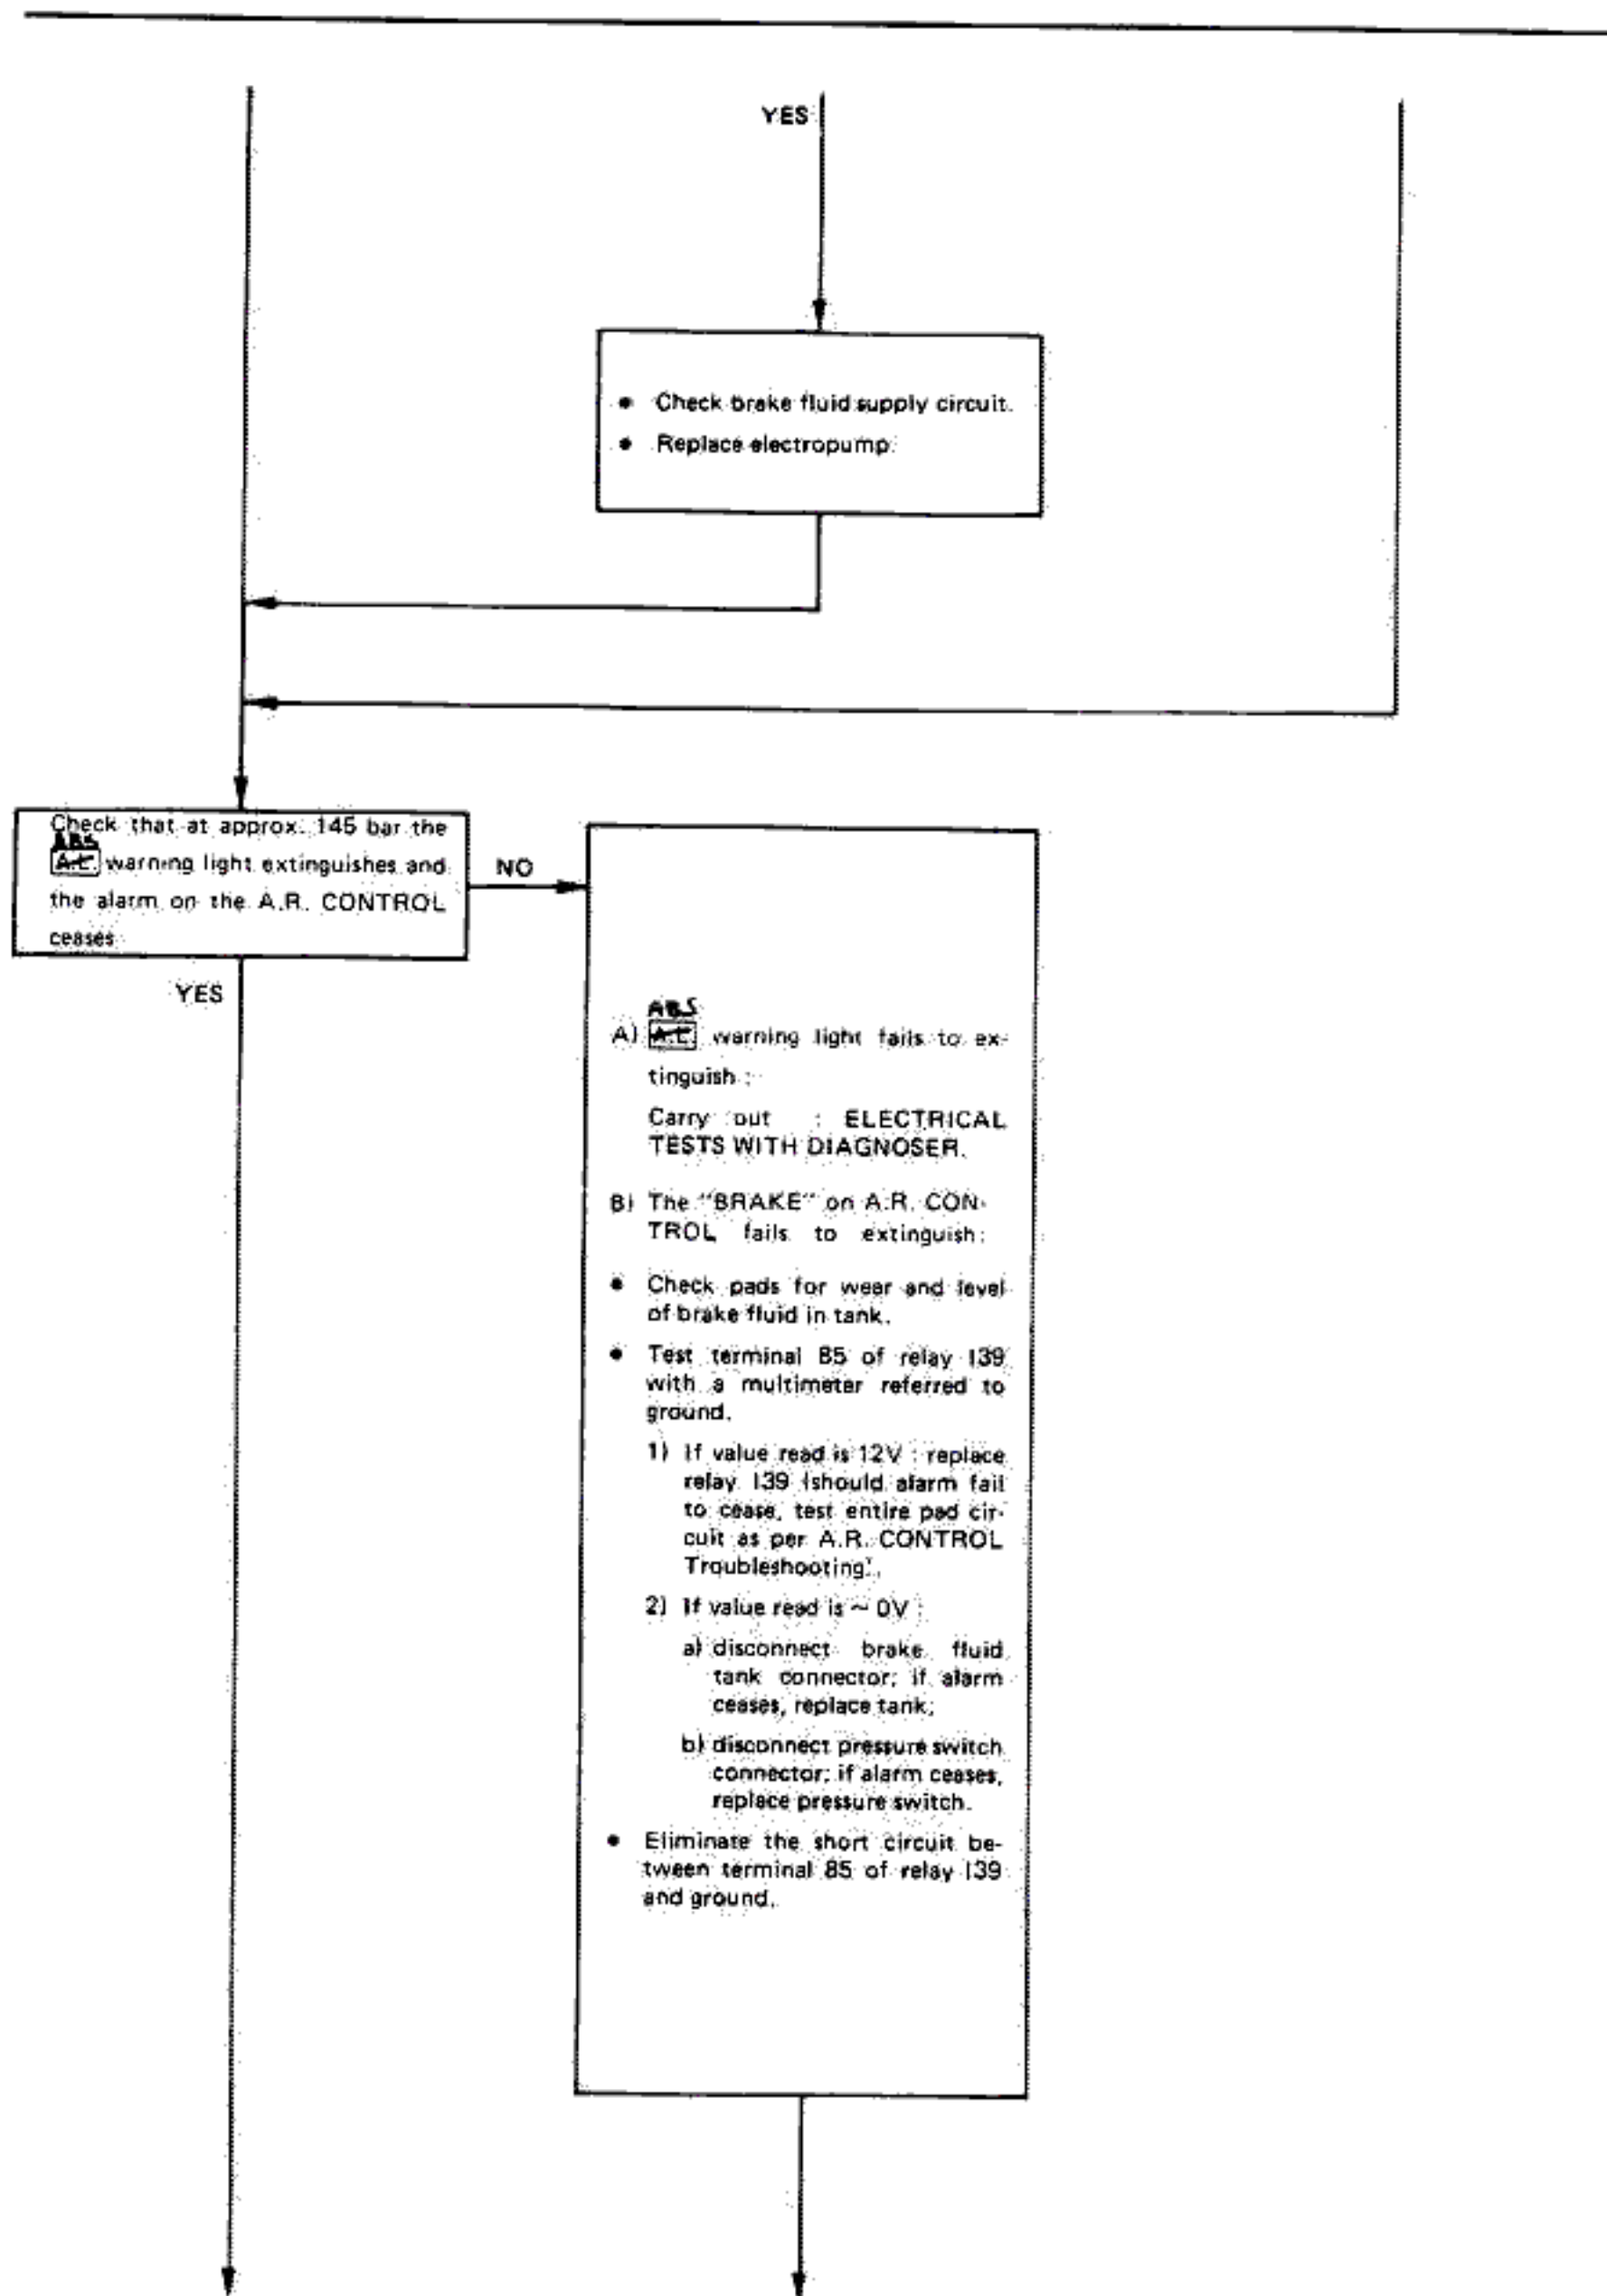 YES
• Check brake fluid supply circuit.
• Replace electropump.
Check that at approx. 145 bar the
ABS
A.L. warning light extinguishes and
the alarm on the A.R. CONTROL
ceases
NO
YES
ABS
A) A.L. warning light fails to ex-
tinguish :
Carry out : ELECTRICAL
TESTS WITH DIAGNOSER.
B) The "BRAKE" on A.R. CON-
TROL fails to extinguish:
• Check pads for wear and level
of brake fluid in tank.
• Test terminal 85 of relay I39
with a multimeter referred to
ground.
1) If value read is 12V : replace
relay I39 (should alarm fail
to cease, test entire pad cir-
cuit as per A.R. CONTROL
Troubleshooting).
2) If value read is ~ 0V :
a) disconnect brake fluid
tank connector; if alarm
ceases, replace tank;
b) disconnect pressure switch
connector; if alarm ceases,
replace pressure switch.
• Eliminate the short circuit be-
tween terminal 85 of relay I39
and ground.